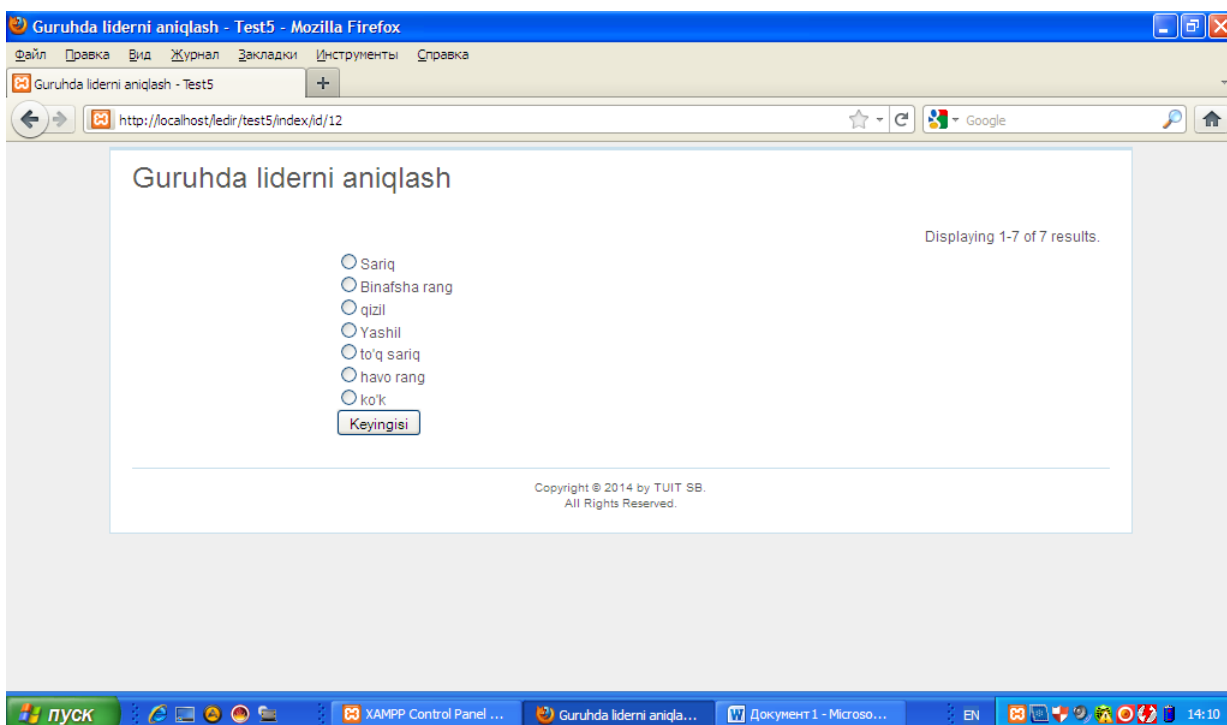 Guruhda liderni aniqlash - Test5 - Mozilla Firefox
Файл Правка Вид Журнал Закладки Инструменты Справка
Guruhda liderni aniqlash - Test5
http://localhost/ledir/test5/index/id/12
Google
Guruhda liderni aniqlash
Displaying 1-7 of 7 results.
Sariq
Binafsha rang
qizil
Yashil
to'q sariq
havo rang
ko'k
Keyingisi
Copyright © 2014 by TUIT SB.
All Rights Reserved.
пуск XAMPP Control Panel ... Guruhda liderni aniqla... Документ1 - Microso... EN 14:10